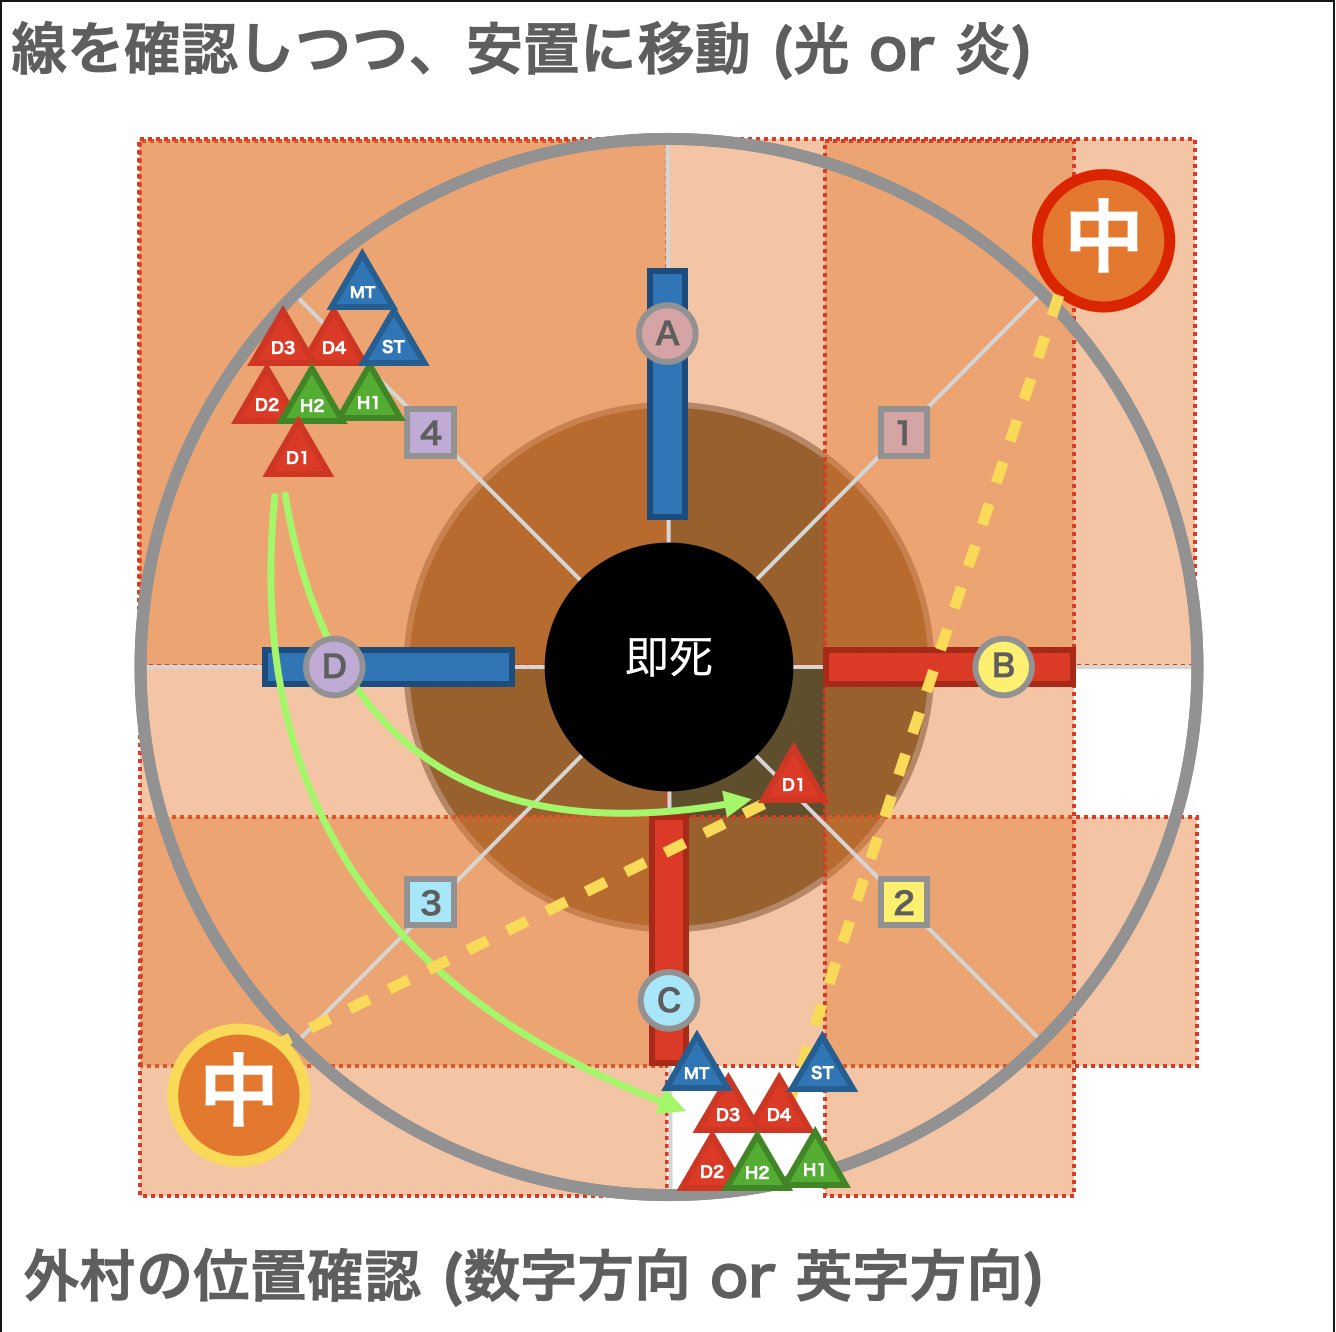 線を確認しつつ、安置に移動 (光 or 炎)
中
MT
D3 D4 ST
A
D2 H2 H1
4
1
D1
即死
D
B
D1
3
2
C
中
MT ST
D3 D4
D2 H2 H1
外村の位置確認 (数字方向 or 英字方向)